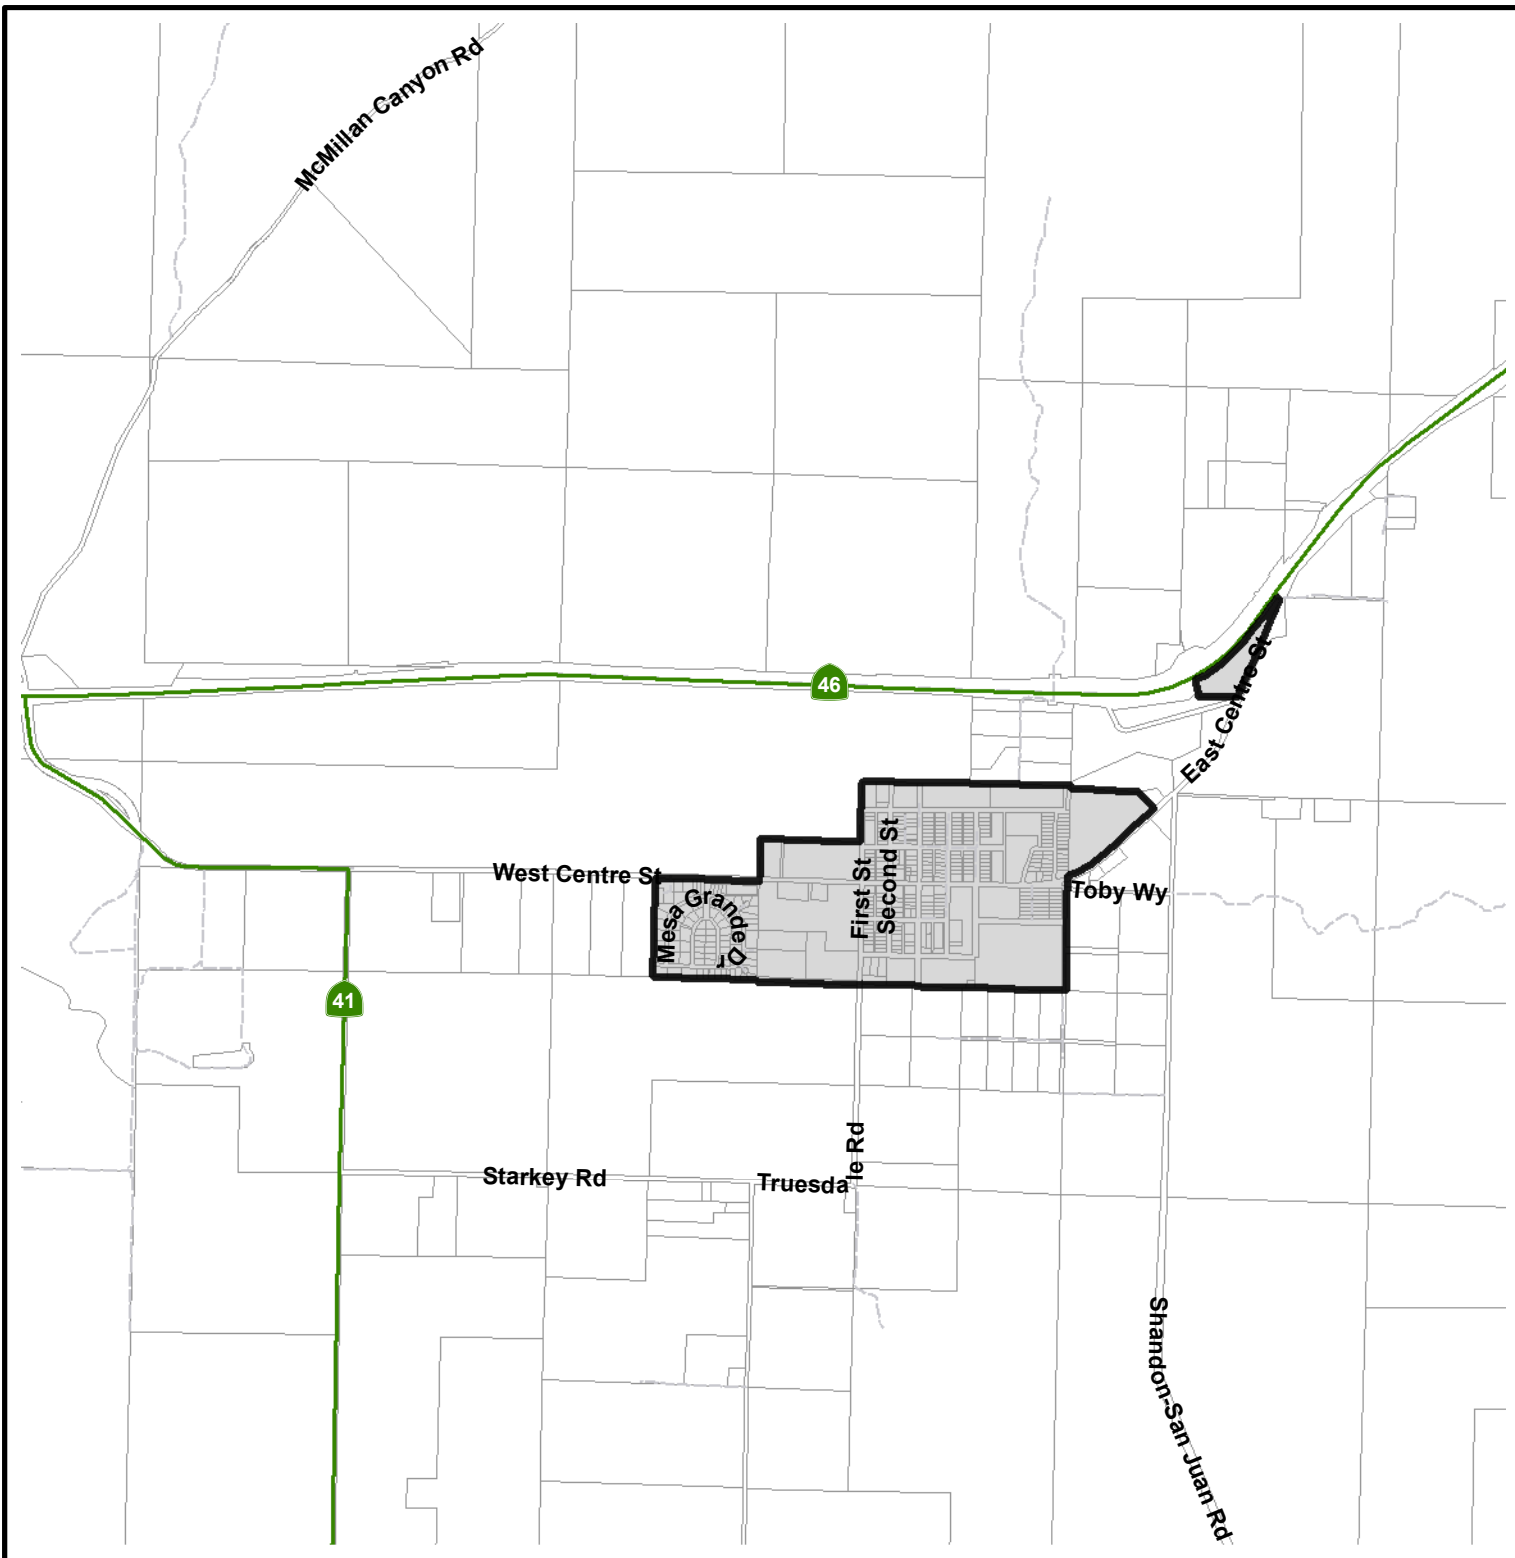 McMillan Canyon Rd
46
East Centre St
West Centre St
First St
Second St
Toby Wy
Mesa Grande Dr
41
Starkey Rd
Truesdale Rd
Shandon-San Juan Rd